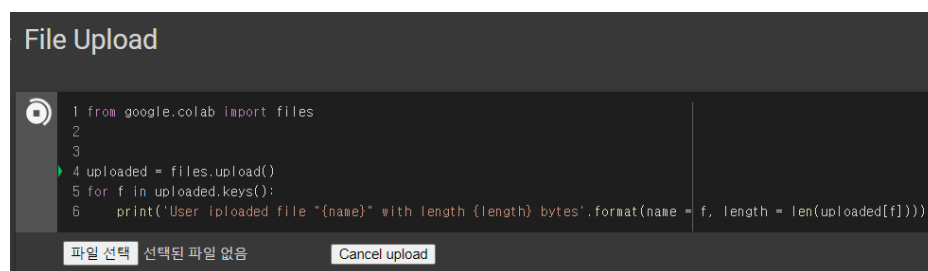 File Upload
1 from google.colab import files
2
3
4 uploaded = files.upload()
5 for f in uploaded.keys():
6 print('User iploaded file "{name}" with length {length} bytes'.format(name = f, length = len(uploaded[f])))
파일 선택 선택된 파일 없음 Cancel upload